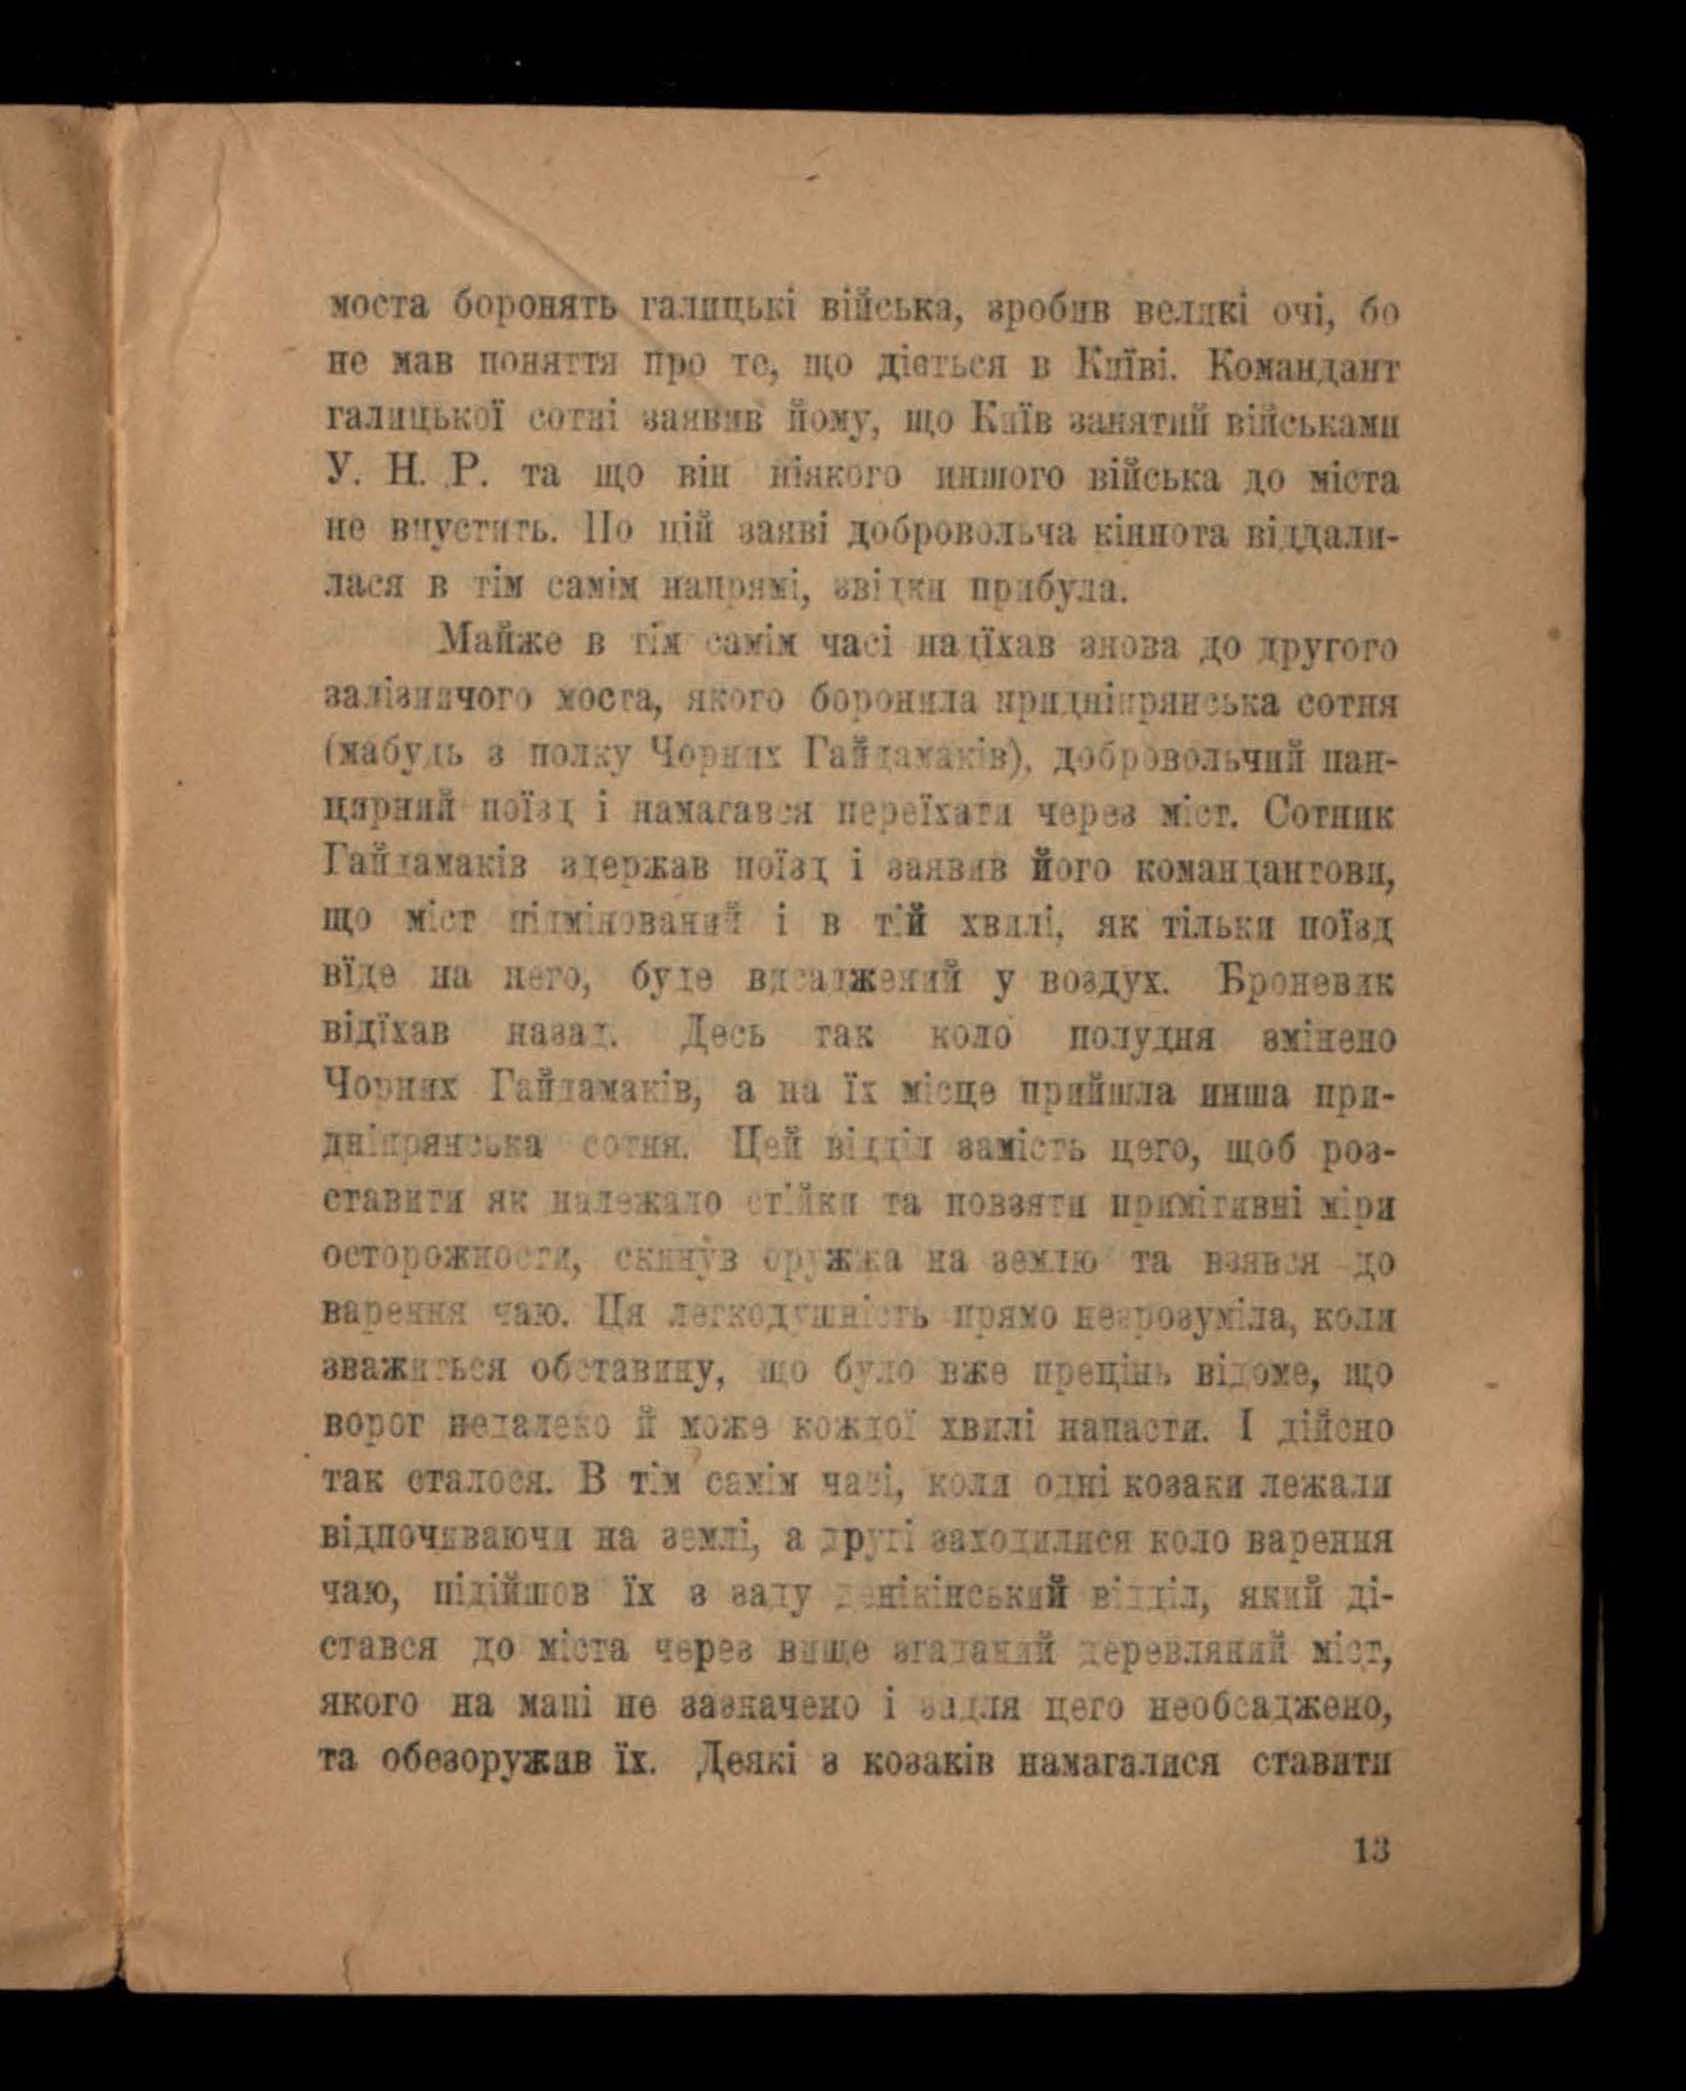 моста боронять галицькі війська, зробив великі очі, бо
не мав поняття про те, що діється в Київі. Командант
галицької сотні заявив йому, що Київ занятий військами
У. Н. Р. та що він ніякого иншого війська до міста
не впустить. По цій заяві добровольча кіннота віддали-
лася в тім самім напрямі, звідки прибула.
Майже в тім самім часі надїхав знова до другого
залізничого моста, якого боронила придніпрянська сотня
(мабудь з полку Чорних Гайдамаків), добровольчий пан-
цирний поїзд і намагався переїхати через міст. Сотник
Гайдамаків здержав поїзд і заявив його командантови,
що міст підмінований і в тій хвилі, як тільки поїзд
віїде на него, буде висаджений у воздух. Броневик
відїхав назад. Десь так коло полудня змінено
Чорних Гайдамаків, а на їх місце прийшла инша при-
дніпрянська сотня. Цей відділ замість цего, щоб роз-
ставити як належало стійки та повзяти примітивні міри
осторожности, скинув оружжа на землю та взявся до
варення чаю. Ця легкодушність прямо незрозуміла, коли
зважиться обставину, що було вже прецінь відоме, що
ворог недалеко й може кождої хвилі напасти. І дійсно
так сталося. В тім самім часі, коли одні козаки лежали
відпочиваючи на землі, а другі заходилися коло варення
чаю, підійшов їх з заду денікінський відділ, який ді-
стався до міста через вище згаданий деревляний міст,
якого на мапі не зазначено і задля цего необсаджено,
та обезоружив їх. Деякі з козаків намагалися ставити
13